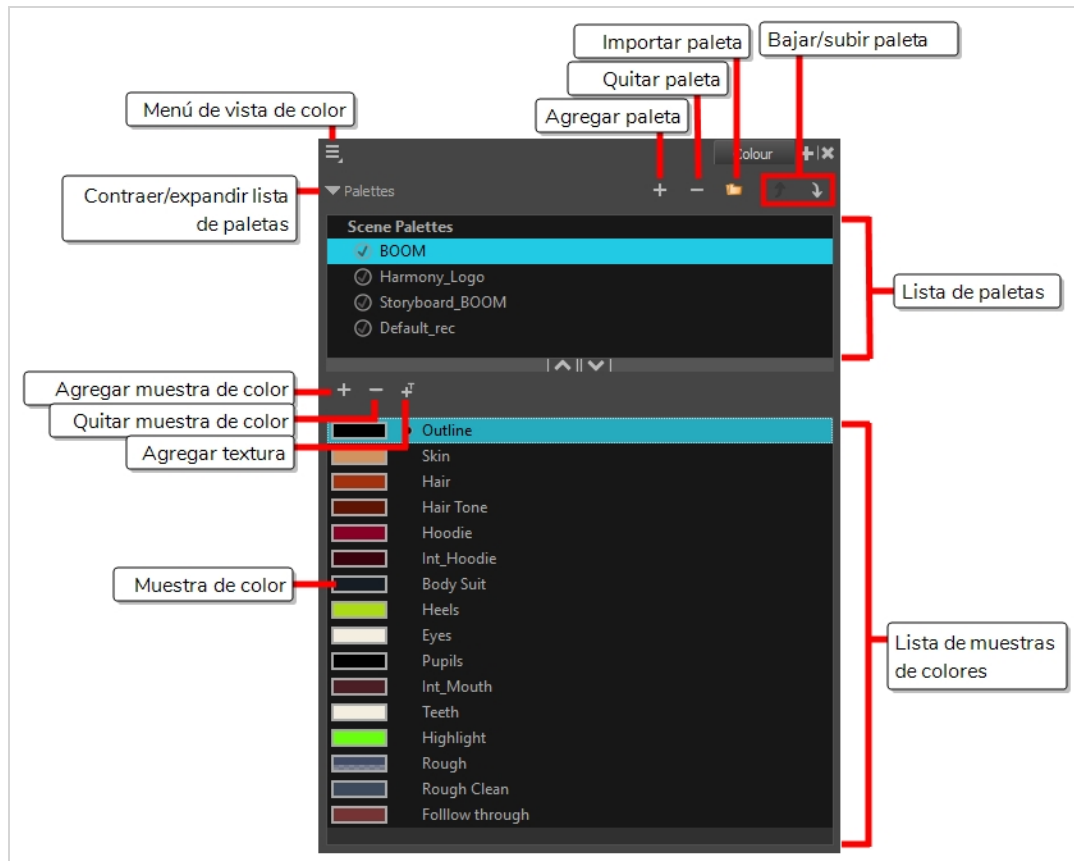 Importar paleta
Bajar/subir paleta
Quitar paleta
Menú de vista de color
Agregar paleta
Colour
Contraer/expandir lista
de paletas
Palettes
Scene Palettes
BOOM
Harmony_Logo
Storyboard_BOOM
Default_rec
Lista de paletas
Agregar muestra de color
Quitar muestra de color
Agregar textura
T
Outline
Skin
Hair
Hair Tone
Hoodie
Int_Hoodie
Muestra de color
Body Suit
Heels
Eyes
Pupils
Int_Mouth
Teeth
Highlight
Rough
Rough Clean
Folllow through
Lista de muestras
de colores